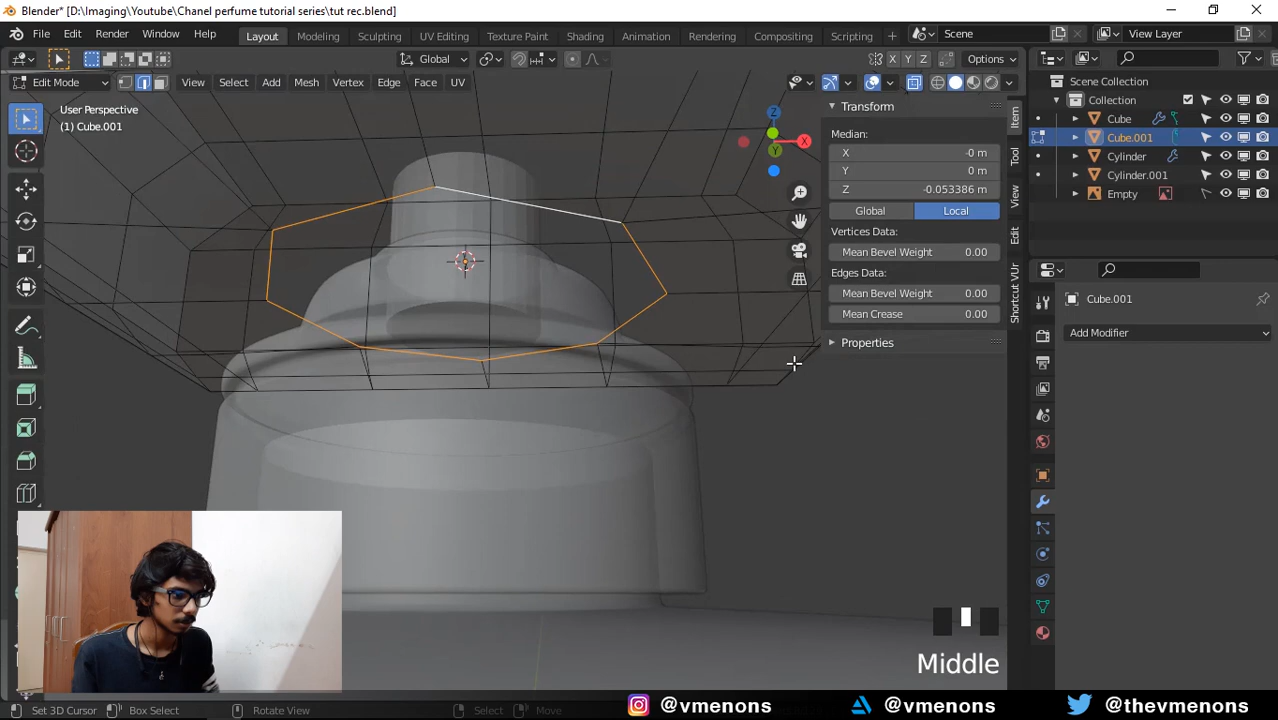 Blender* [D:\Imaging\Youtube\Chanel perfume tutorial series\tut rec.blend]
File Edit Render Window Help Layout Modeling Sculpting UV Editing Texture Paint Shading Animation Rendering Compositing Scripting + Scene View Layer
Global Options
X Y Z
Edit Mode View Select Add Mesh Vertex Edge Face UV
User Perspective
(1) Cube.001
Z
X
Y
Transform
Median:
X -0 m
Y 0 m
Z -0.053386 m
Global Local
Vertices Data:
Mean Bevel Weight 0.00
Edges Data:
Mean Bevel Weight 0.00
Mean Crease 0.00
Properties
Item
Tool
View
Edit
Shortcut VUr
Scene Collection
Collection
Cube
Cube.001
Cylinder
Cylinder.001
Empty
Cube.001
Add Modifier
Middle
@vmenons @vmenons @thevmenons
Set 3D Cursor Box Select Rotate View Select Move